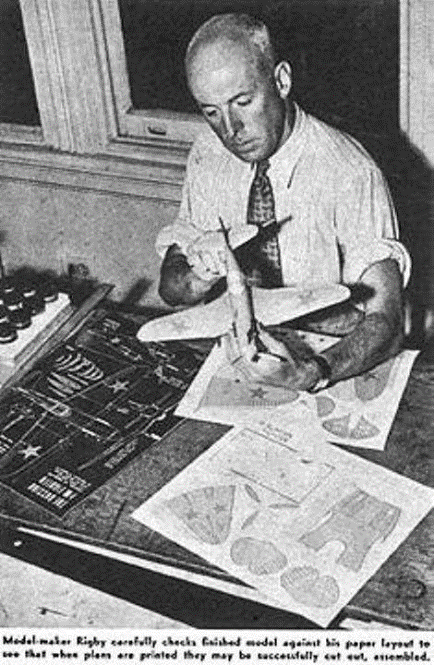 Model-maker Rigby carefully checks finished model against his paper layout to
see that when plans are printed they may be successfully cut out, assembled.